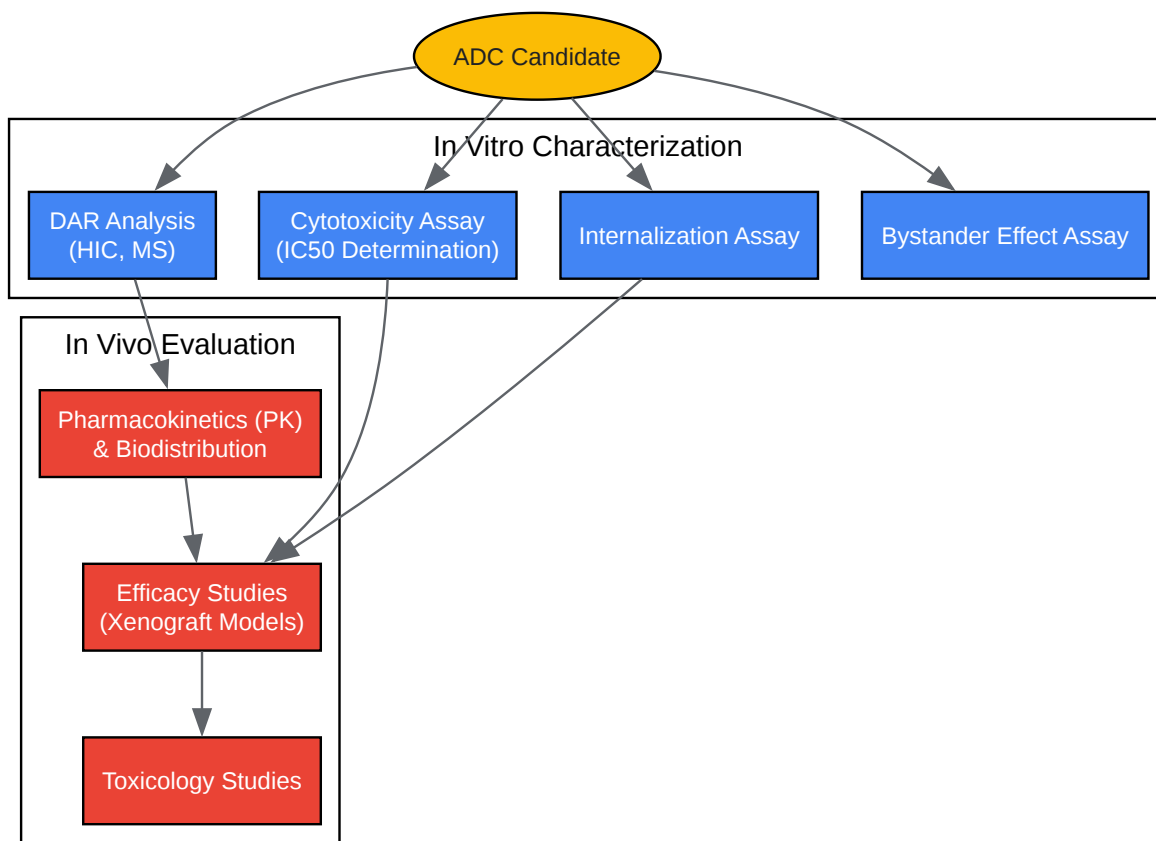 ADC Candidate
In Vitro Characterization
DAR Analysis
(HIC, MS)
Cytotoxicity Assay
(IC50 Determination)
Internalization Assay
Bystander Effect Assay
In Vivo Evaluation
Pharmacokinetics (PK)
& Biodistribution
Efficacy Studies
(Xenograft Models)
Toxicology Studies